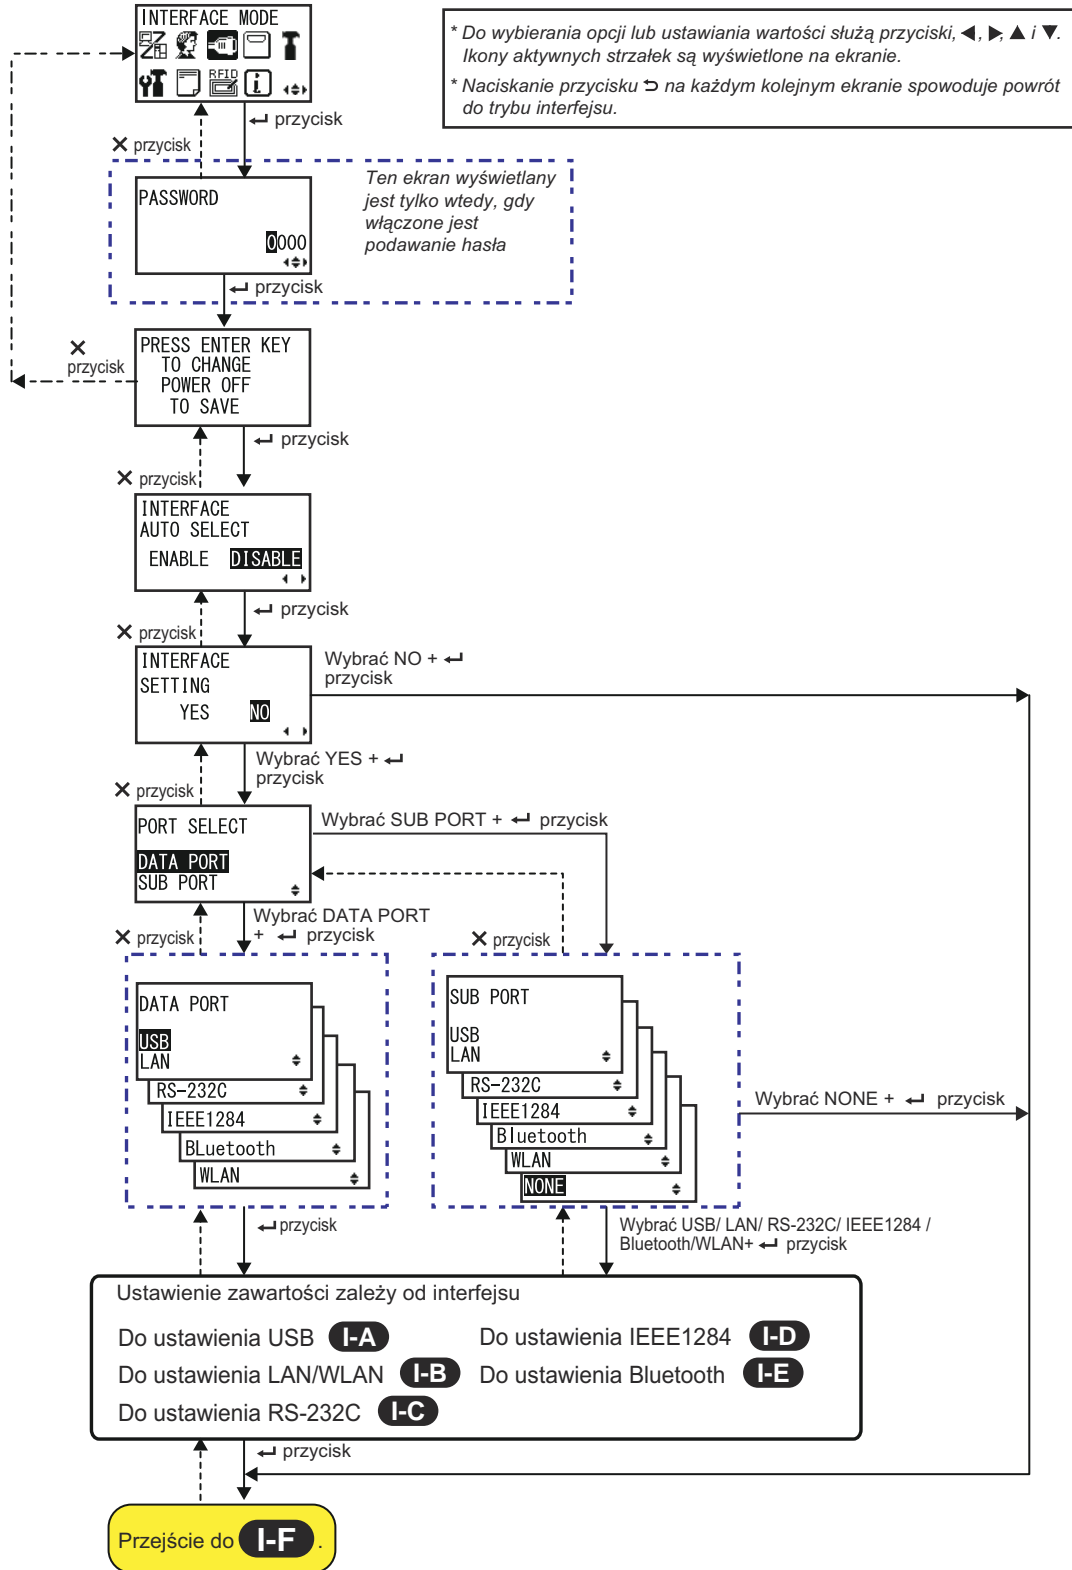 INTERFACE MODE
RFID
* Do wybierania opcji lub ustawiania wartości służą przyciski, ◀, ▶, ▲ i ▼.
Ikony aktywnych strzałek są wyświetlone na ekranie.
* Naciskanie przycisku ⮌ na każdym kolejnym ekranie spowoduje powrót
do trybu interfejsu.
↵ przycisk
✕ przycisk
PASSWORD
0000
Ten ekran wyświetlany
jest tylko wtedy, gdy
włączone jest
podawanie hasła
↵ przycisk
✕
przycisk
PRESS ENTER KEY
TO CHANGE
POWER OFF
TO SAVE
↵ przycisk
✕ przycisk
INTERFACE
AUTO SELECT
ENABLE DISABLE
↵ przycisk
✕ przycisk
INTERFACE
SETTING
YES NO
Wybrać NO + ↵
przycisk
Wybrać YES + ↵
przycisk
✕ przycisk
PORT SELECT
DATA PORT
SUB PORT
Wybrać SUB PORT + ↵ przycisk
Wybrać DATA PORT
+ ↵ przycisk
✕ przycisk
✕ przycisk
DATA PORT
USB
LAN
RS-232C
IEEE1284
BLuetooth
WLAN
SUB PORT
USB
LAN
RS-232C
IEEE1284
Bluetooth
WLAN
NONE
Wybrać NONE + ↵ przycisk
↵ przycisk
Wybrać USB/ LAN/ RS-232C/ IEEE1284 /
Bluetooth/WLAN+ ↵ przycisk
Ustawienie zawartości zależy od interfejsu
Do ustawienia USB I-A
Do ustawienia IEEE1284 I-D
Do ustawienia LAN/WLAN I-B
Do ustawienia Bluetooth I-E
Do ustawienia RS-232C I-C
↵ przycisk
Przejście do I-F .